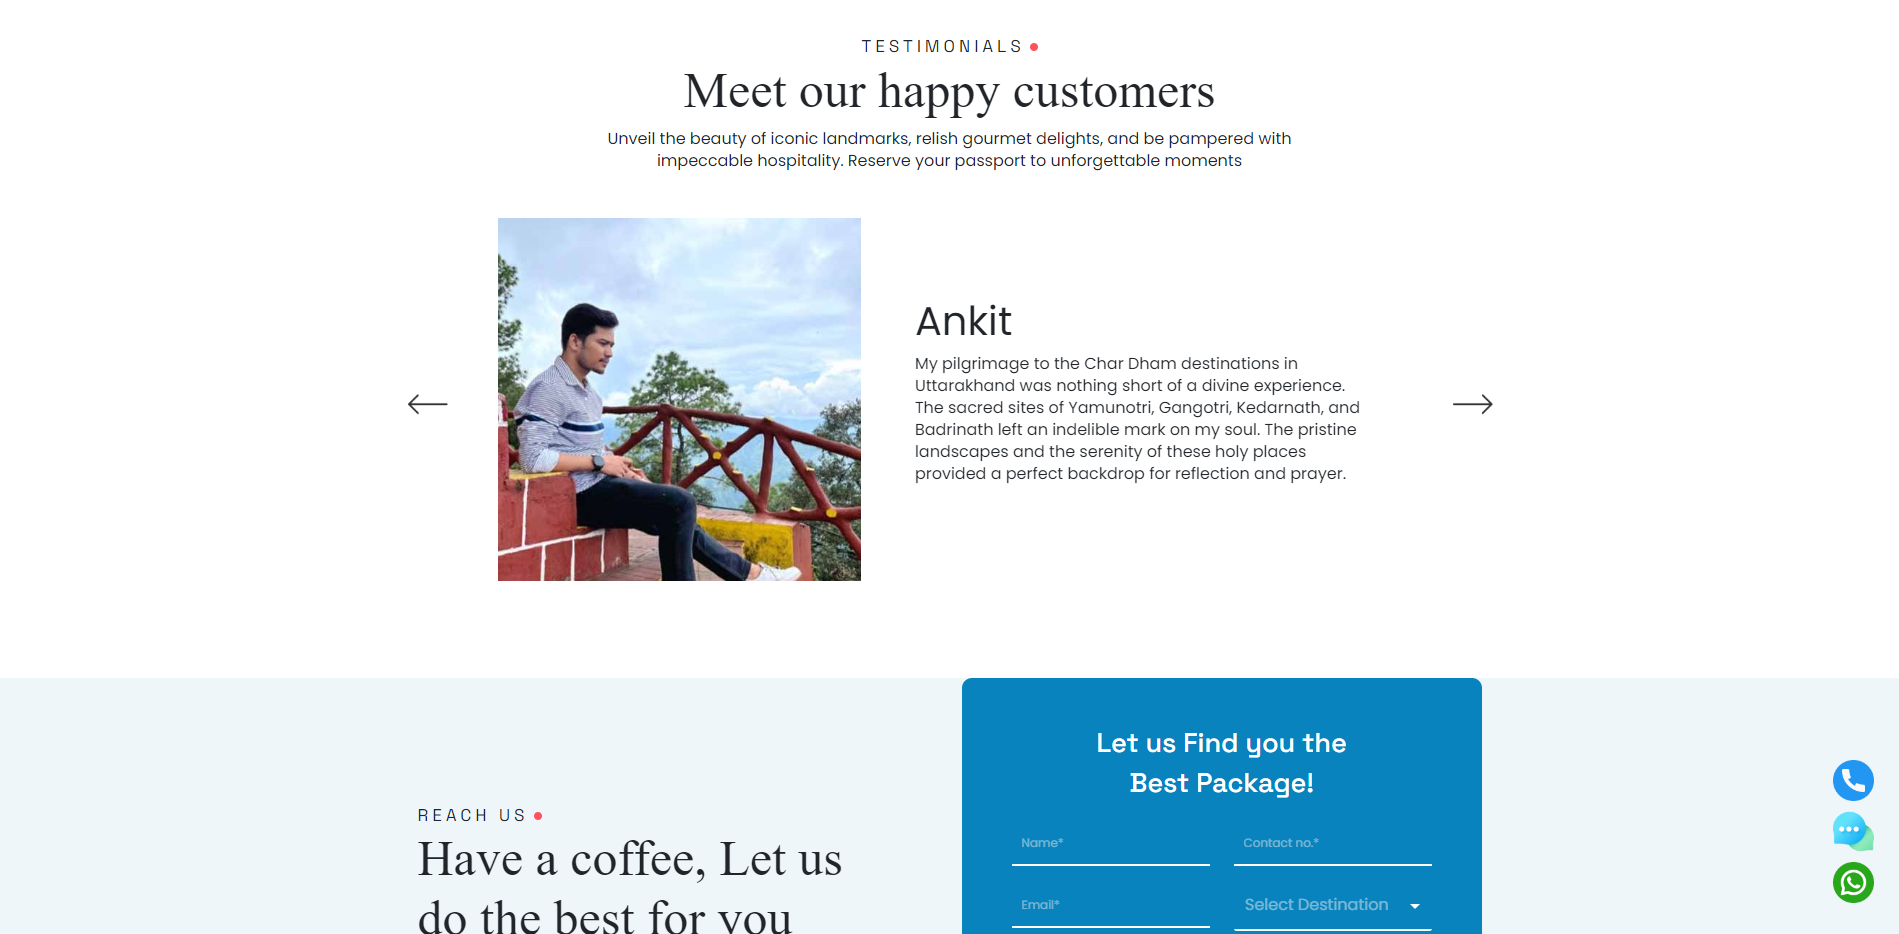 TESTIMONIALS
Meet our happy customers
Unveil the beauty of iconic landmarks, relish gourmet delights, and be pampered with
impeccable hospitality. Reserve your passport to unforgettable moments
Ankit
My pilgrimage to the Char Dham destinations in
Uttarakhand was nothing short of a divine experience.
The sacred sites of Yamunotri, Gangotri, Kedarnath, and
Badrinath left an indelible mark on my soul. The pristine
landscapes and the serenity of these holy places
provided a perfect backdrop for reflection and prayer.
REACH US
Have a coffee, Let us
do the best for you
Let us Find you the
Best Package!
Name*
Contact no.*
Email*
Select Destination